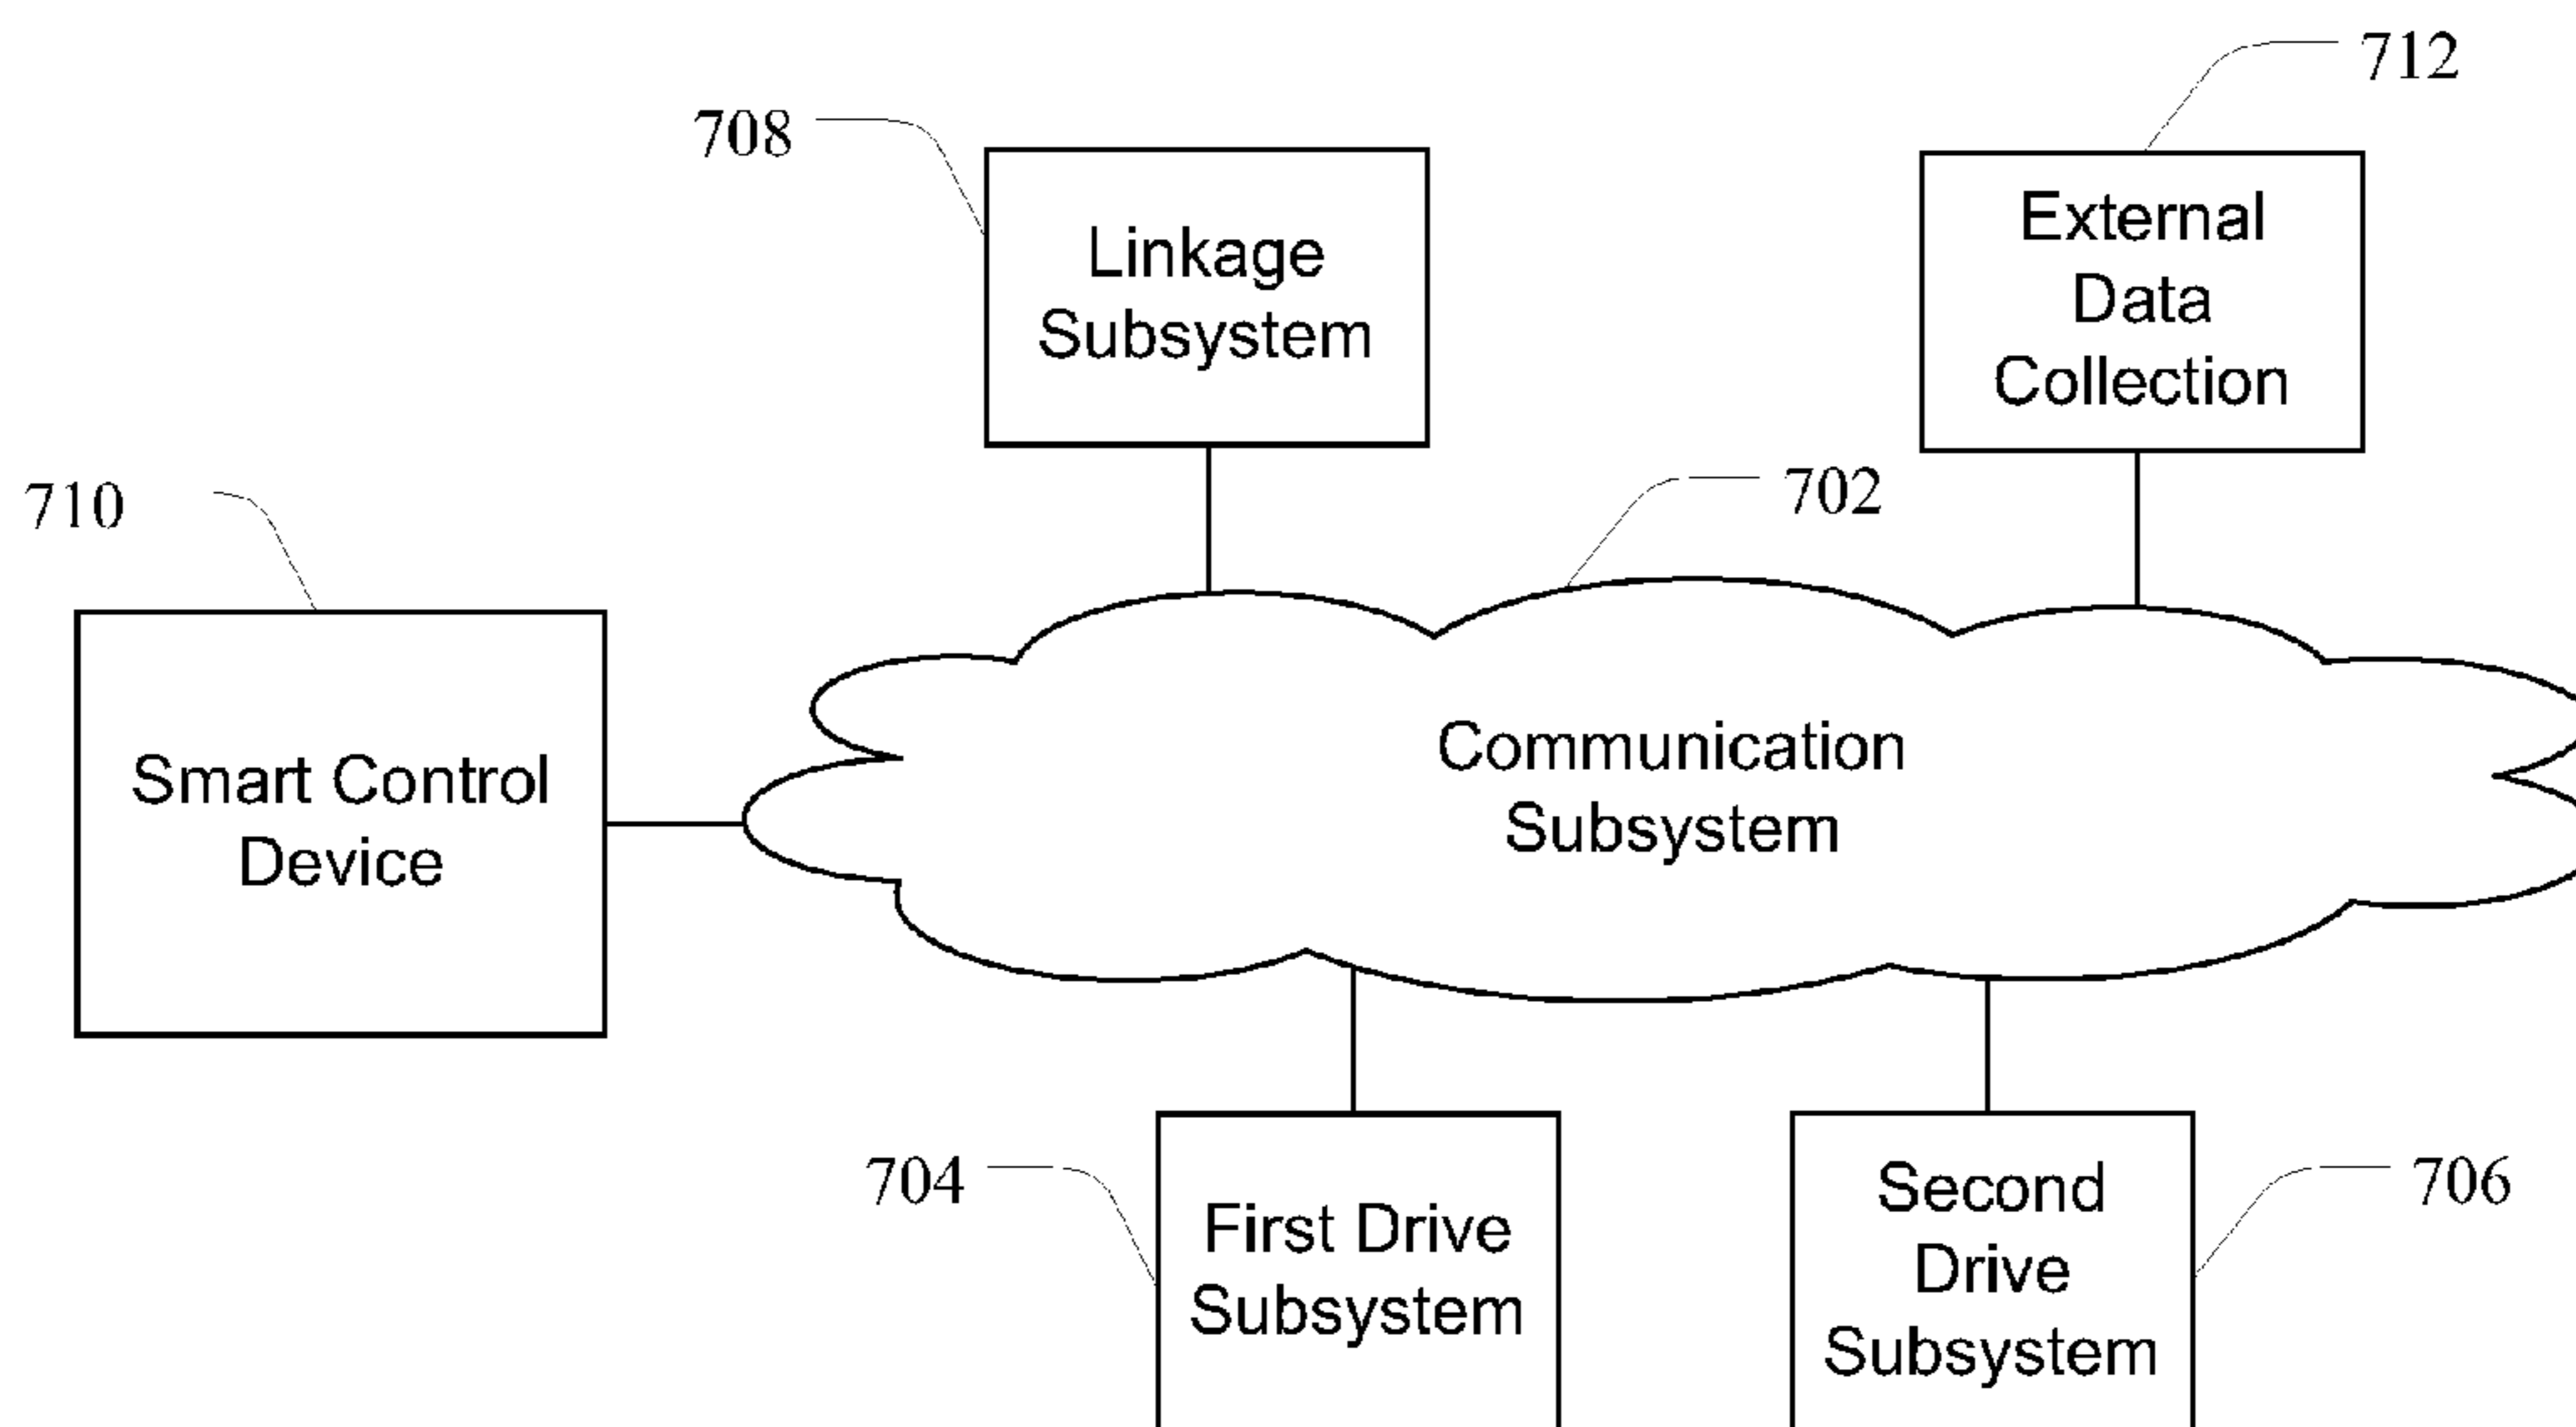 712
708
External
Data
Collection
Linkage
Subsystem
710
702
Communication
Subsystem
Smart Control
Device
704
First Drive
Subsystem
Second
Drive
Subsystem
706